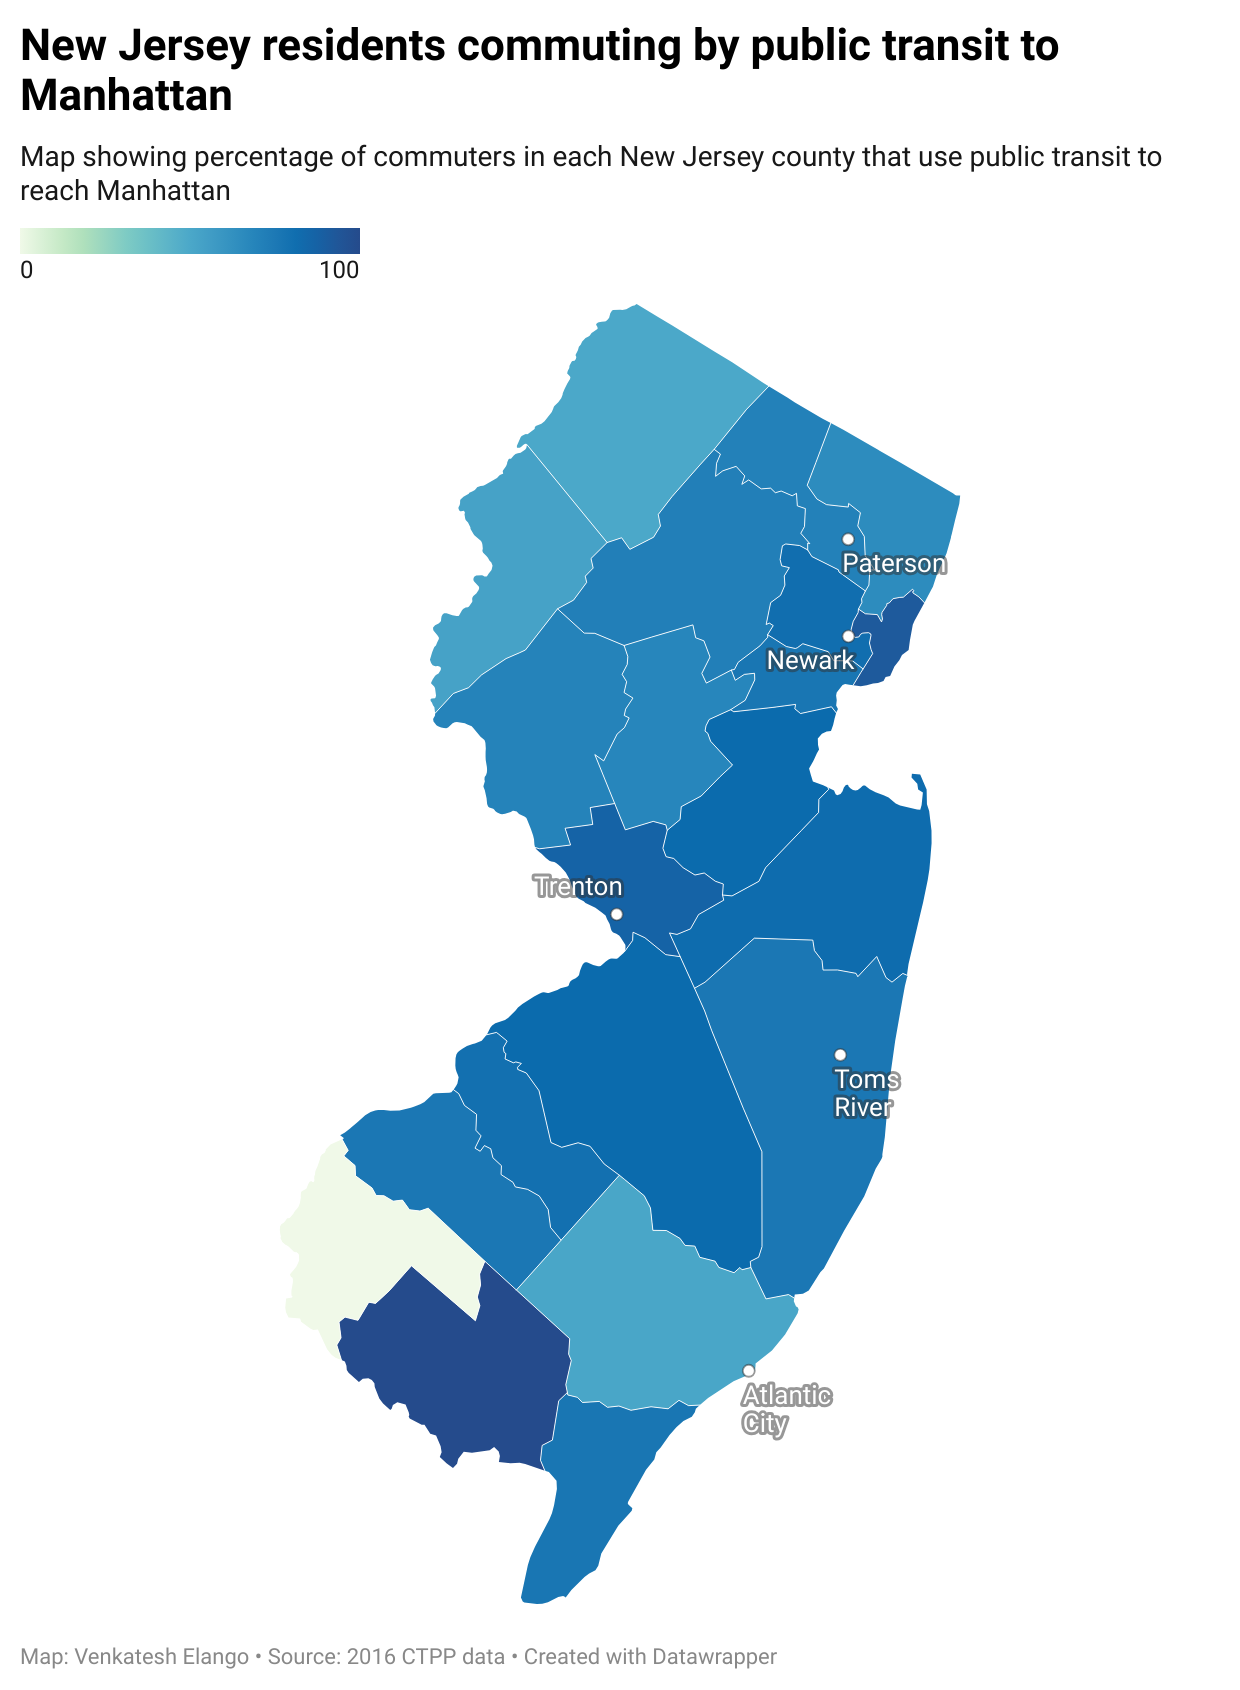 New Jersey residents commuting by public transit to
Manhattan
Map showing percentage of commuters in each New Jersey county that use public transit to
reach Manhattan
0 100
Paterson
Newark
Trenton
Toms
River
Atlantic
City
Map: Venkatesh Elango • Source: 2016 CTPP data • Created with Datawrapper